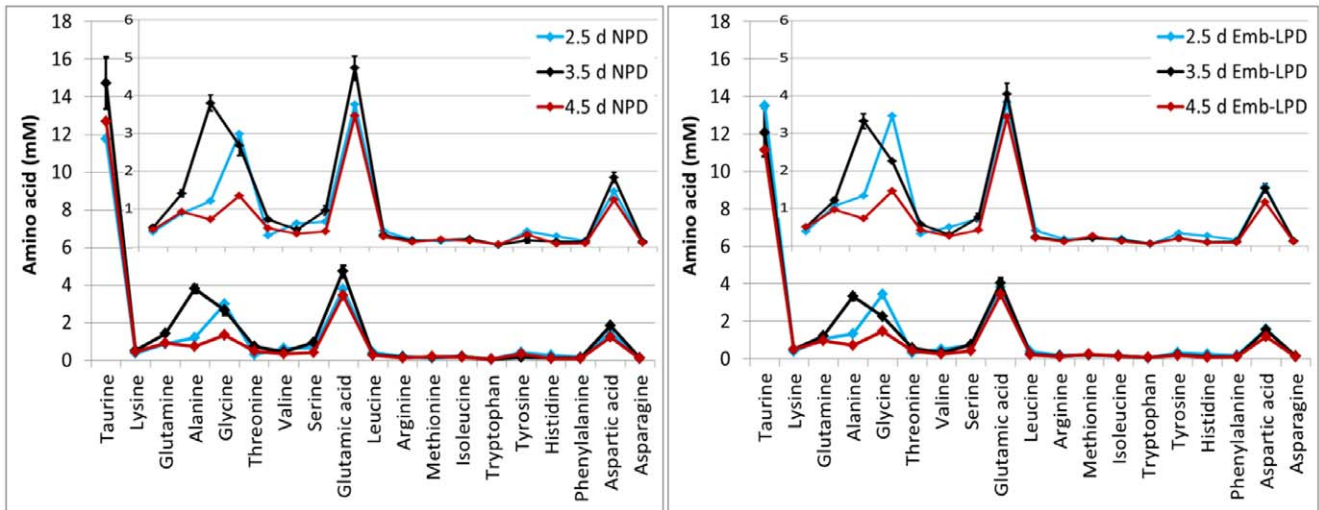 Amino acid (mM)
18
16
14
12
10
8
6
4
2
0
6
5
4
3
2
1
2.5 d NPD
3.5 d NPD
4.5 d NPD
Taurine
Lysine
Glutamine
Alanine
Glycine
Threonine
Valine
Serine
Glutamic acid
Leucine
Arginine
Methionine
Isoleucine
Tryptophan
Tyrosine
Histidine
Phenylalanine
Aspartic acid
Asparagine
Amino acid (mM)
18
16
14
12
10
8
6
4
2
0
6
5
4
3
2
1
2.5 d Emb-LPD
3.5 d Emb-LPD
4.5 d Emb-LPD
Taurine
Lysine
Glutamine
Alanine
Glycine
Threonine
Valine
Serine
Glutamic acid
Leucine
Arginine
Methionine
Isoleucine
Tryptophan
Tyrosine
Histidine
Phenylalanine
Aspartic acid
Asparagine